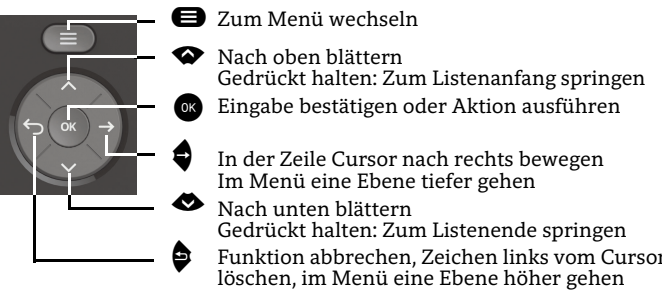 Zum Menü wechseln
Nach oben blättern
Gedrückt halten: Zum Listenanfang springen
OK Eingabe bestätigen oder Aktion ausführen
OK
In der Zeile Cursor nach rechts bewegen
Im Menü eine Ebene tiefer gehen
Nach unten blättern
Gedrückt halten: Zum Listenende springen
Funktion abbrechen, Zeichen links vom Cursor
löschen, im Menü eine Ebene höher gehen